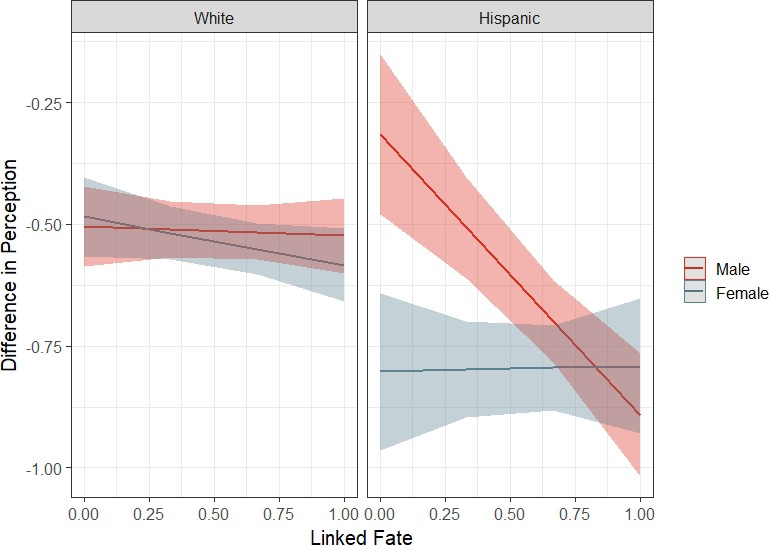 White Hispanic
-0.25
-0.50
-0.75
-1.00
Difference in Perception
0.00 0.25 0.50 0.75 1.00 0.00 0.25 0.50 0.75 1.00
Linked Fate
Male
Female